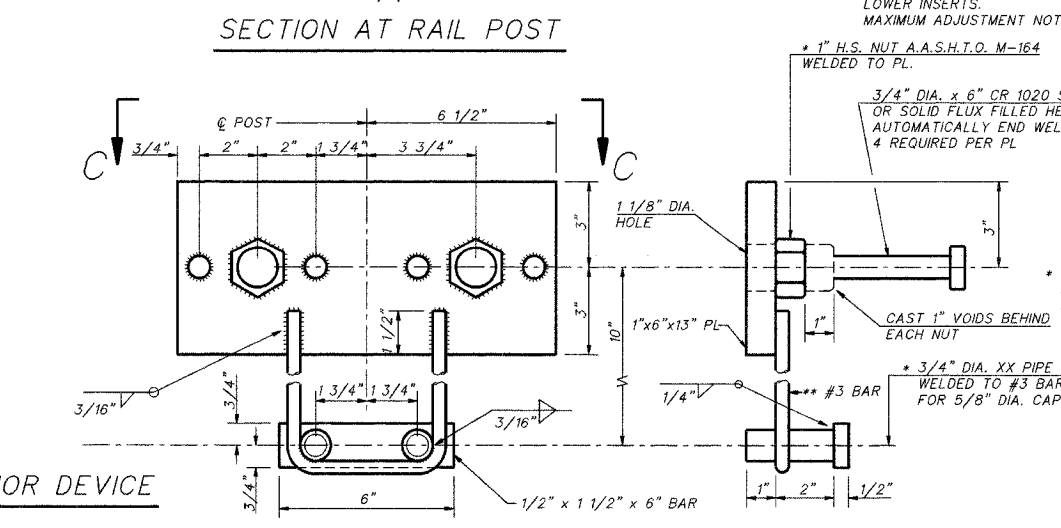 SECTION AT RAIL POST
LOWER INSERTS.
MAXIMUM ADJUSTMENT
* 1" H.S. NUT A.A.S.H.T.O. M-164
WELDED TO PL.
3/4" DIA. x 6" CR 1020
OR SOLID FLUX FILLED
AUTOMATICALLY END
4 REQUIRED PER PL
℄ POST
6 1/2"
C
C
3/4"
2"
2"
1 3/4"
3 3/4"
3"
3"
1 1/8" DIA.
HOLE
3"
*
1 1/2"
10"
1"x6"x13" PL
1"
CAST 1" VOIDS BEHIND
EACH NUT
3/16"
3/4"
1 3/4"
1 3/4"
3/16"
1/4"
** #3 BAR
* 3/4" DIA. XX PIPE
WELDED TO #3 BAR
FOR 5/8" DIA. CAP
3/4"
6"
1/2" x 1 1/2" x 6" BAR
1"
2"
1/2"
DEVICE